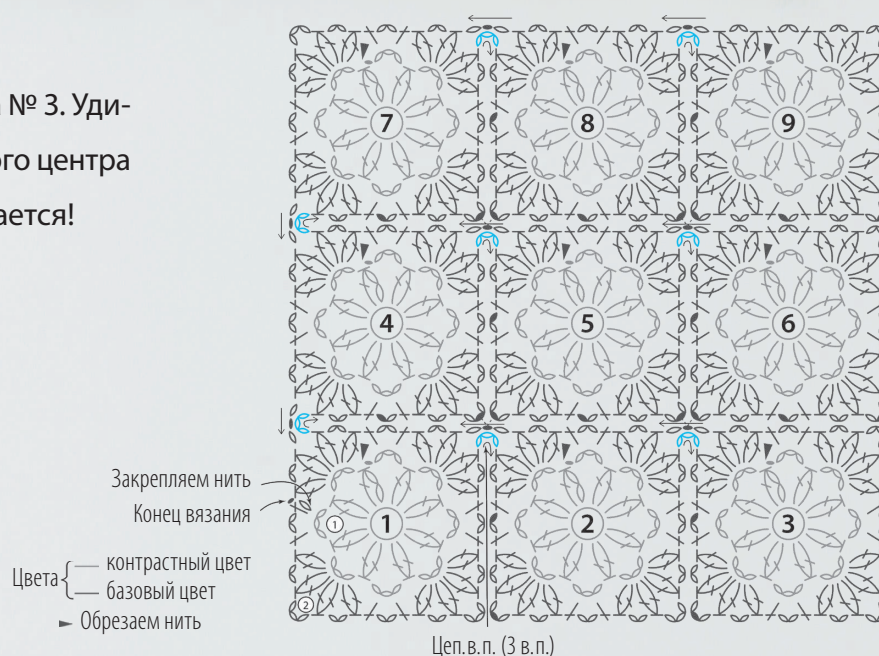 № 3. Уди-
ого центра
ается!
7 8 9
4 5 6
Закрепляем нить
Конец вязания
1 1 2 3
Цвета контрастный цвет
базовый цвет
2
Обрезаем нить
Цеп.в.п. (3 в.п.)